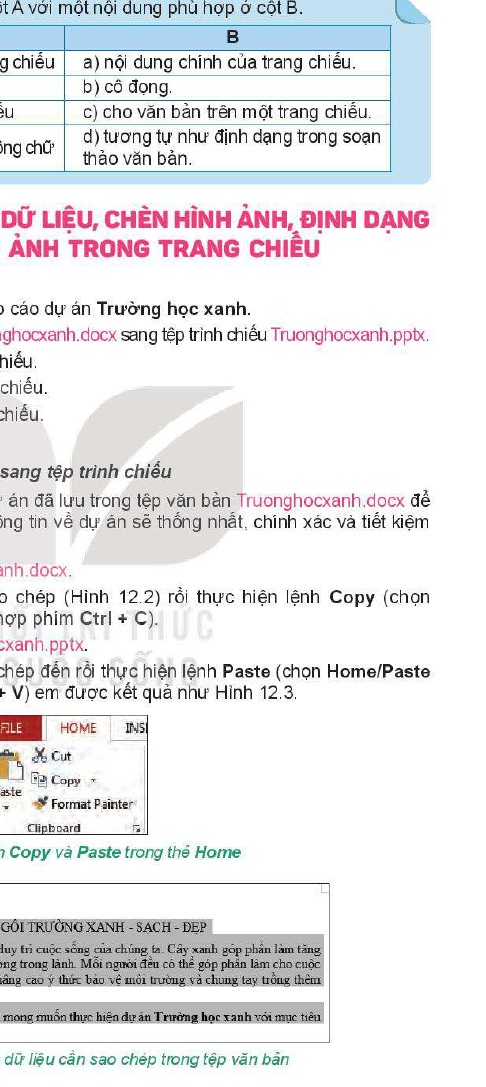 ột A với một nội dung phù hợp ở cột B.
B
g chiếu
a) nội dung chính của trang chiếu.
b) cô đọng.
ếu
c) cho văn bản trên một trang chiếu.
ồng chữ
d) tương tự như định dạng trong soạn
thảo văn bản.
DỮ LIỆU, CHÈN HÌNH ẢNH, ĐỊNH DẠNG
ẢNH TRONG TRANG CHIẾU
o cáo dự án Trường học xanh.
ghocxanh.docx sang tệp trình chiếu Truonghocxanh.pptx.
hiếu.
chiếu.
chiếu.
sang tệp trình chiếu
ự án đã lưu trong tệp văn bản Truonghocxanh.docx để
ông tin về dự án sẽ thống nhất, chính xác và tiết kiệm
anh.docx.
o chép (Hình 12.2) rồi thực hiện lệnh Copy (chọn
hợp phím Ctrl + C).
NỐI TRI THỨC
cxanh.pptx.
CUỘC SỐNG
chép đến rồi thực hiện lệnh Paste (chọn Home/Paste
+ V) em được kết quả như Hình 12.3.
FILE HOME INS
Cut
Copy
aste
Format Painter
Clipboard
n Copy và Paste trong thẻ Home
GÔI TRƯỜNG XANH - SẠCH - ĐẸP
duy trì cuộc sống của chúng ta. Cây xanh góp phần làm tăng
ờng trong lành. Mỗi người đều có thể góp phần làm cho cuộc
nâng cao ý thức bảo vệ môi trường và chung tay trồng thêm
mong muốn thực hiện dự án Trường học xanh với mục tiêu
dữ liệu cần sao chép trong tệp văn bản